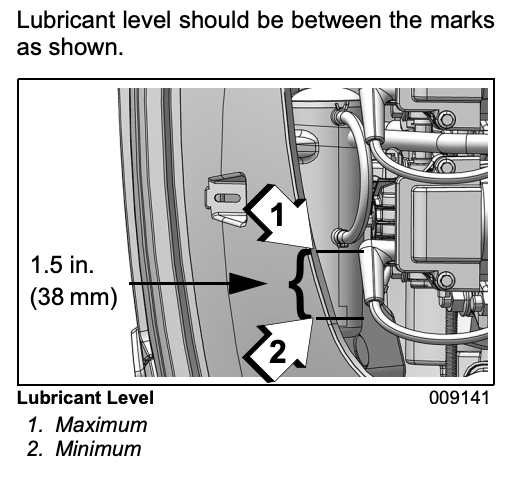 Lubricant level should be between the marks
as shown.
1
1.5 in.
(38 mm)
2
Lubricant Level 009141
1. Maximum
2. Minimum